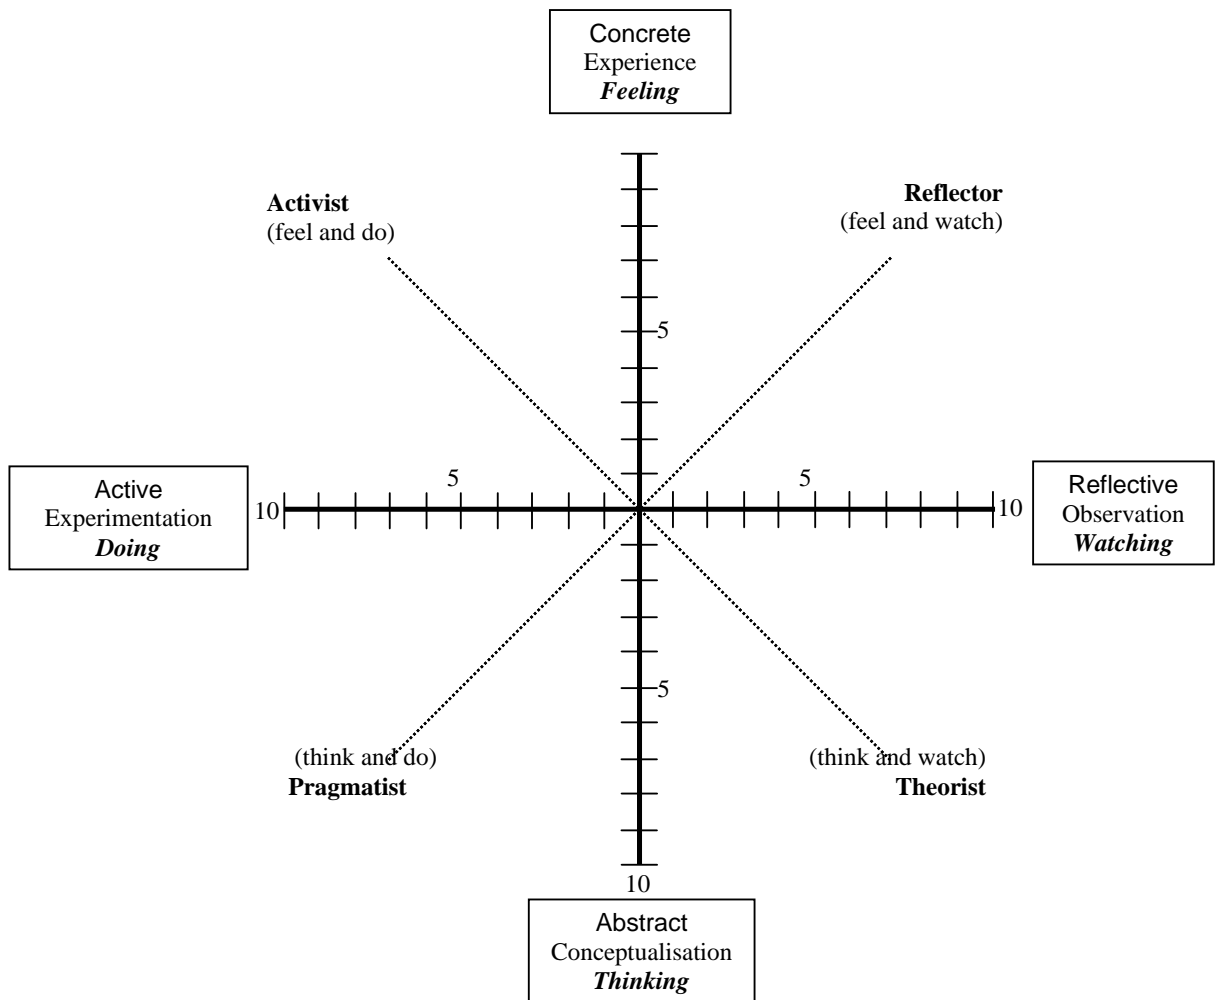 Concrete
Experience
Feeling
Activist
(feel and do)
Reflector
(feel and watch)
5
5
5
Active
Experimentation
Doing
10
10
Reflective
Observation
Watching
5
(think and do)
Pragmatist
(think and watch)
Theorist
10
Abstract
Conceptualisation
Thinking